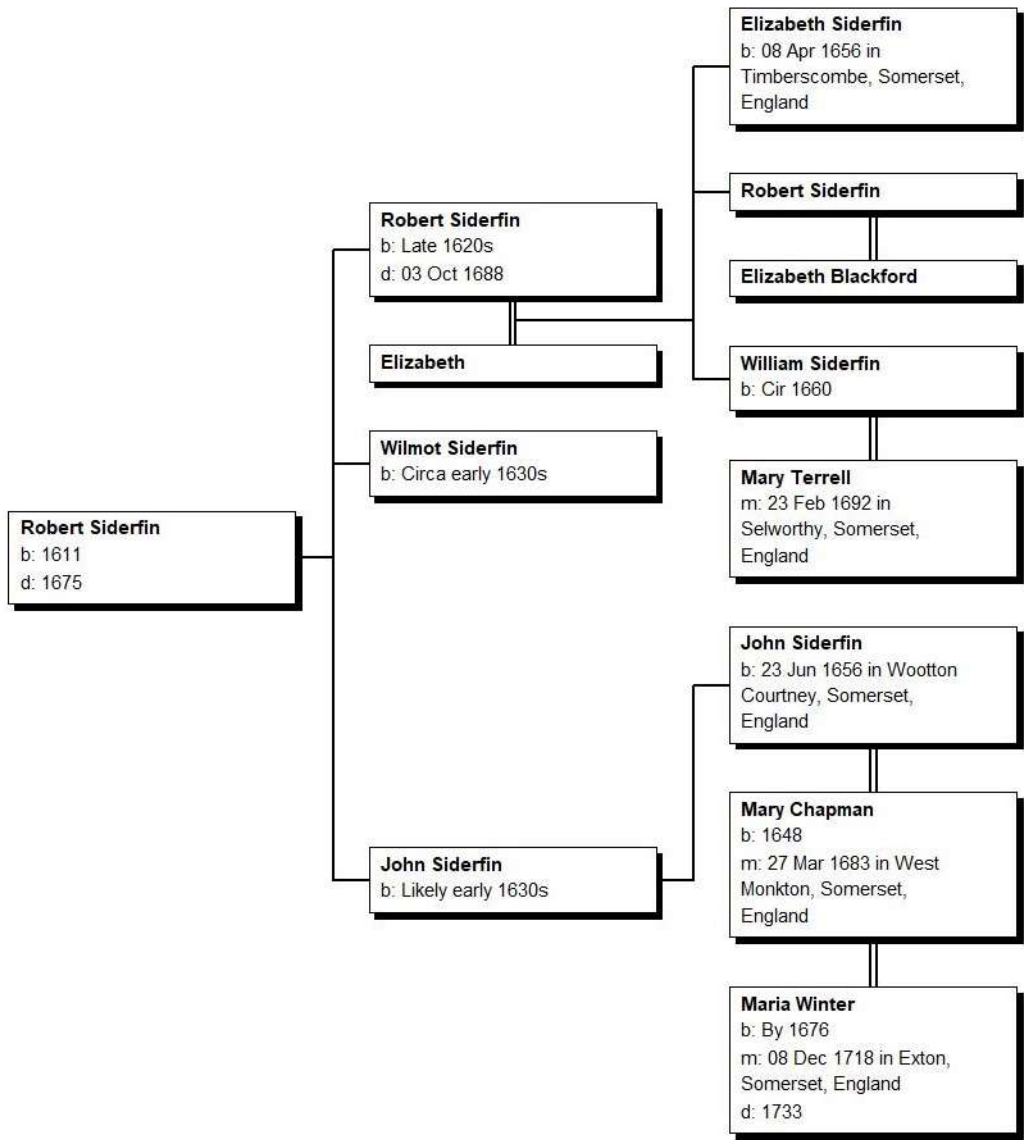 Elizabeth Siderfin
b: 08 Apr 1656 in
Timberscombe, Somerset,
England
Robert Siderfin
Robert Siderfin
b: Late 1620s
d: 03 Oct 1688
Elizabeth Blackford
Elizabeth
William Siderfin
b: Cir 1660
Wilmot Siderfin
b: Circa early 1630s
Mary Terrell
m: 23 Feb 1692 in
Selworthy, Somerset,
England
Robert Siderfin
b: 1611
d: 1675
John Siderfin
b: 23 Jun 1656 in Wootton
Courtney, Somerset,
England
Mary Chapman
b: 1648
m: 27 Mar 1683 in West
Monkton, Somerset,
England
John Siderfin
b: Likely early 1630s
Maria Winter
b: By 1676
m: 08 Dec 1718 in Exton,
Somerset, England
d: 1733